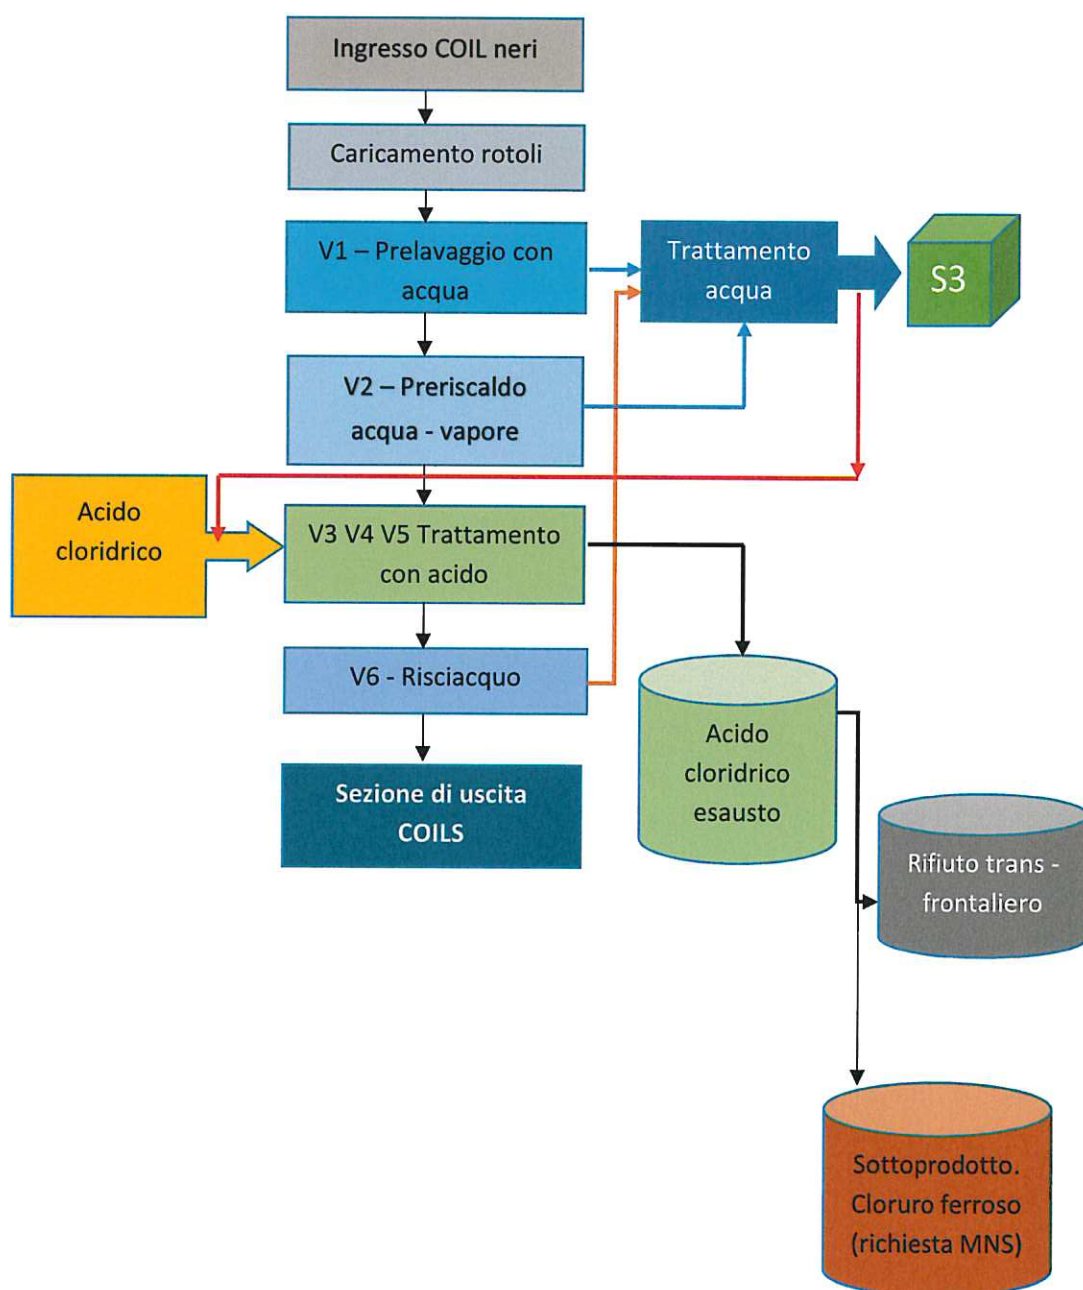 Ingresso COIL neri
Caricamento rotoli
V1 – Prelavaggio con
acqua
Trattamento
acqua
S3
V2 – Preriscaldo
acqua - vapore
Acido
cloridrico
V3 V4 V5 Trattamento
con acido
V6 - Risciacquo
Sezione di uscita
COILS
Acido
cloridrico
esausto
Rifiuto trans -
frontaliero
Sottoprodotto.
Cloruro ferroso
(richiesta MNS)